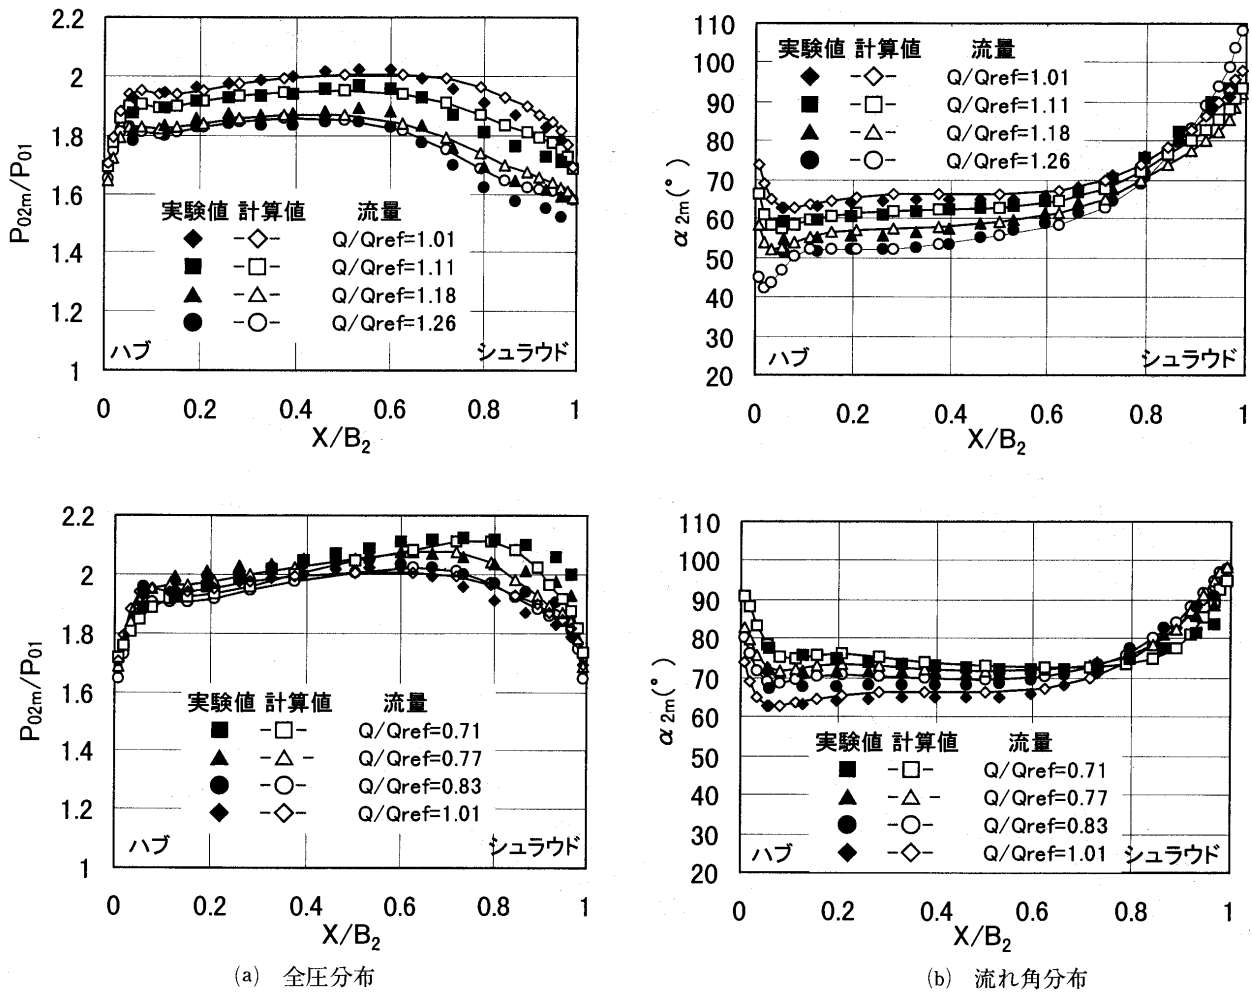 2.2
2
1.8
1.6
1.4
1.2
1
P02m/P01
実験値 計算値 流量
Q/Qref=1.01
Q/Qref=1.11
Q/Qref=1.18
Q/Qref=1.26
ハブ シュラウド
0 0.2 0.4 0.6 0.8 1
X/B2
110
100
90
80
70
60
50
40
30
20
α2m(°)
実験値 計算値 流量
Q/Qref=1.01
Q/Qref=1.11
Q/Qref=1.18
Q/Qref=1.26
ハブ シュラウド
0 0.2 0.4 0.6 0.8 1
X/B2
2.2
2
1.8
1.6
1.4
1.2
1
P02m/P01
実験値 計算値 流量
Q/Qref=0.71
Q/Qref=0.77
Q/Qref=0.83
Q/Qref=1.01
ハブ シュラウド
0 0.2 0.4 0.6 0.8 1
X/B2
(a) 全圧分布
110
100
90
80
70
60
50
40
30
20
α2m(°)
実験値 計算値 流量
Q/Qref=0.71
Q/Qref=0.77
Q/Qref=0.83
Q/Qref=1.01
ハブ シュラウド
0 0.2 0.4 0.6 0.8 1
X/B2
(b) 流れ角分布